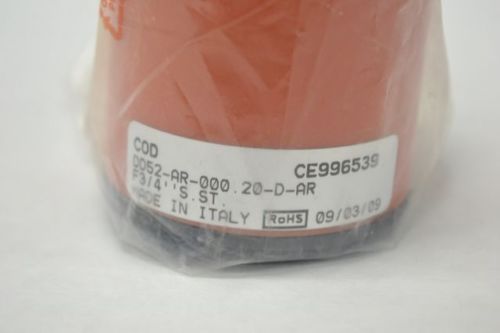 COD CE996539
D052-AR-000.20-D-AR
F3/4''S.ST.
MADE IN ITALY RoHS 09/03/09